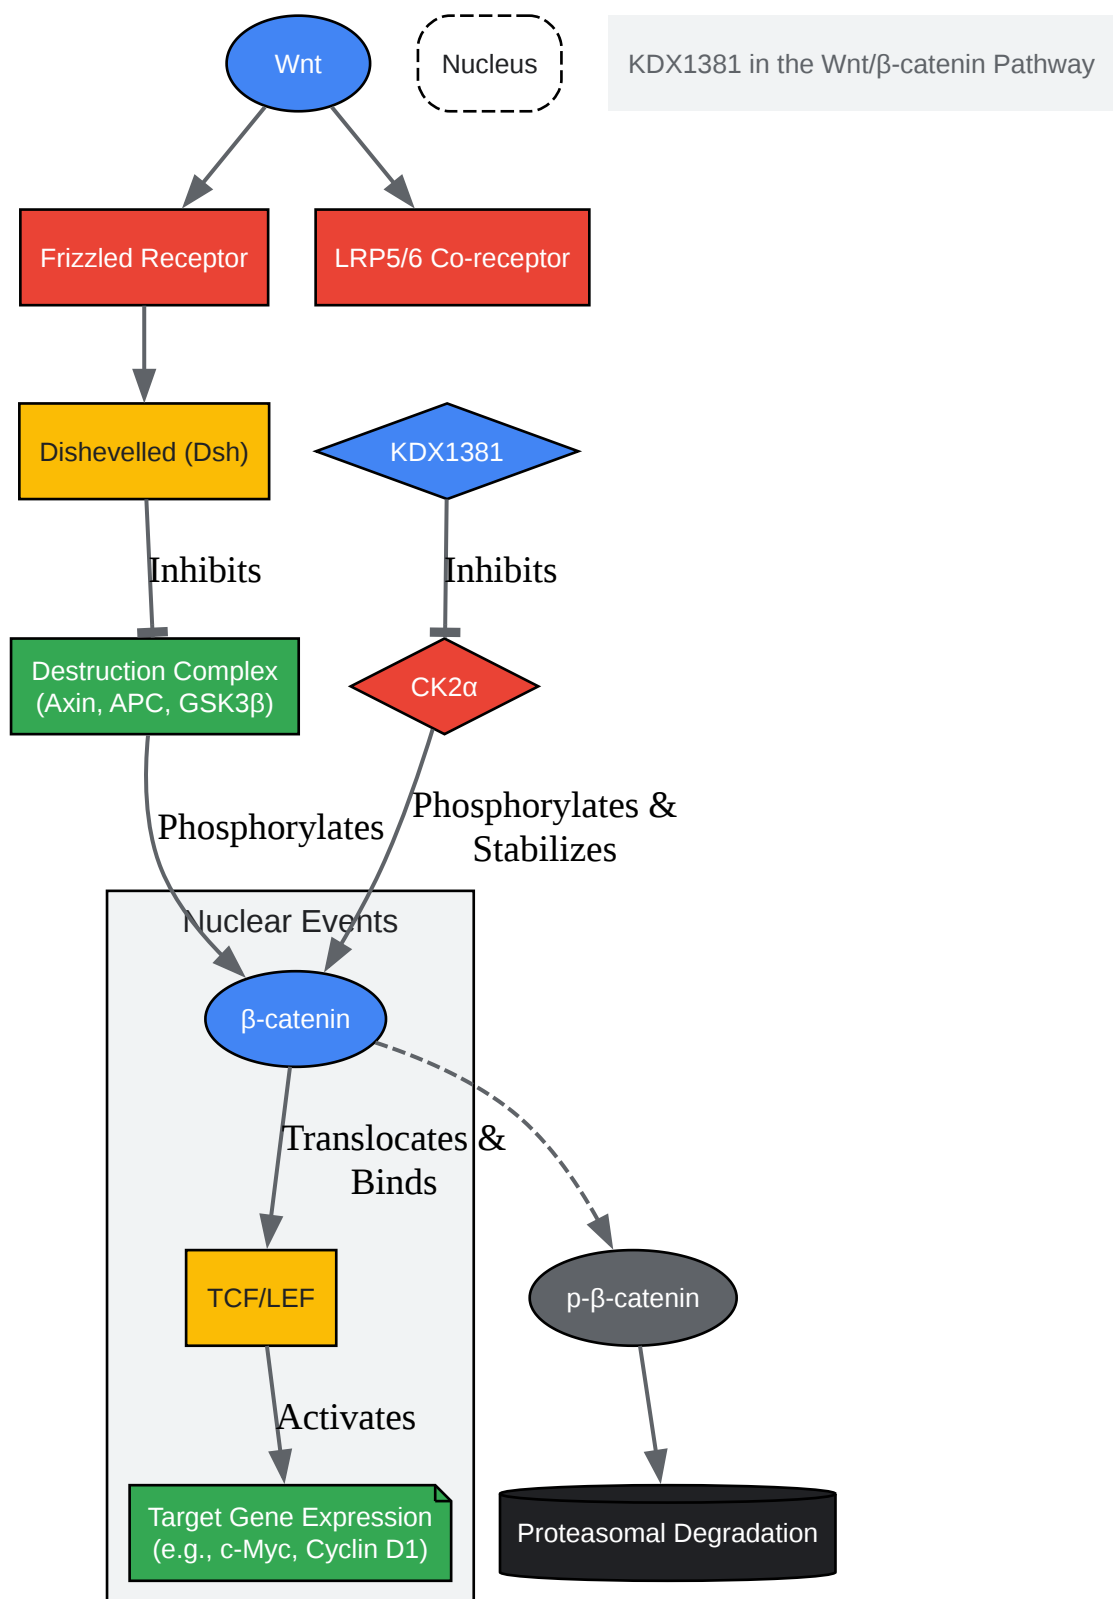 Wnt
Nucleus
KDX1381 in the Wnt/β-catenin Pathway
Frizzled Receptor
LRP5/6 Co-receptor
Dishevelled (Dsh)
KDX1381
Inhibits
Inhibits
Destruction Complex
(Axin, APC, GSK3β)
CK2α
Phosphorylates
Phosphorylates &
Stabilizes
Nuclear Events
β-catenin
Translocates &
Binds
TCF/LEF
p-β-catenin
Activates
Target Gene Expression
(e.g., c-Myc, Cyclin D1)
Proteasomal Degradation